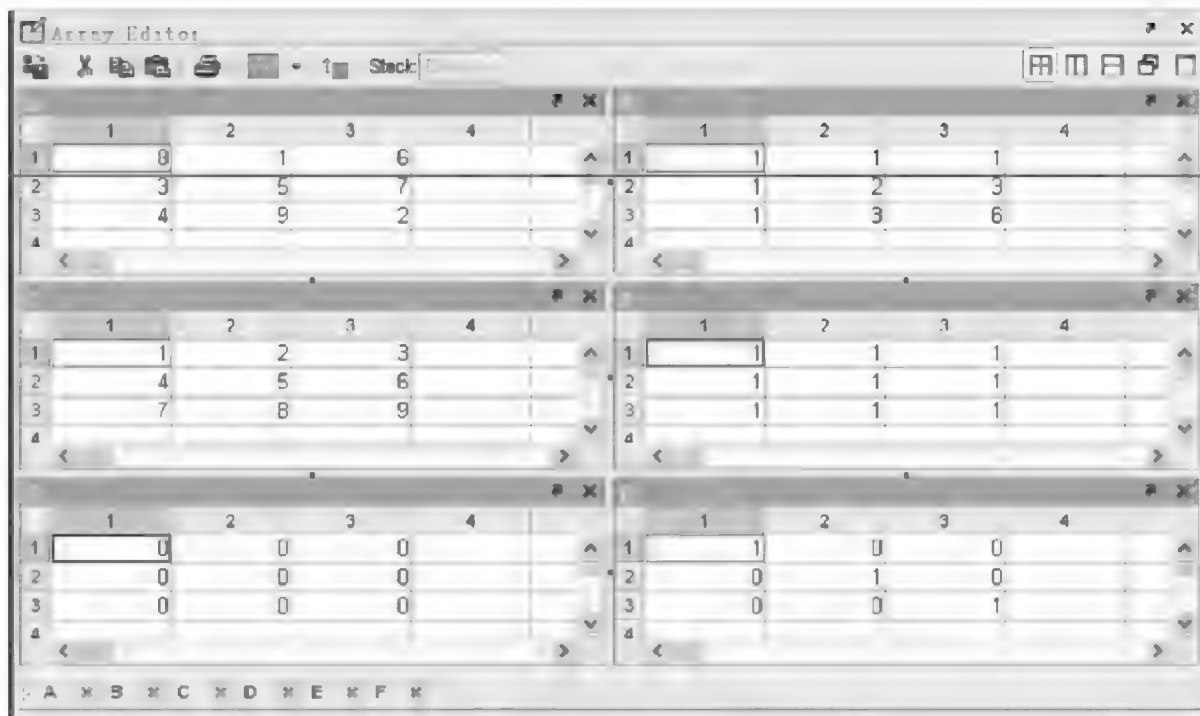 Array Editor
Stack:
1 2 3 4
1 8 1 6
2 3 5 7
3 4 9 2
4
1 2 3 4
1 1 1 1
2 1 2 3
3 1 3 6
4
1 2 3 4
1 1 2 3
2 4 5 6
3 7 8 9
4
1 2 3 4
1 1 1 1
2 1 1 1
3 1 1 1
4
1 2 3 4
1 0 0 0
2 0 0 0
3 0 0 0
4
1 2 3 4
1 1 0 0
2 0 1 0
3 0 0 1
4
A B C D E F